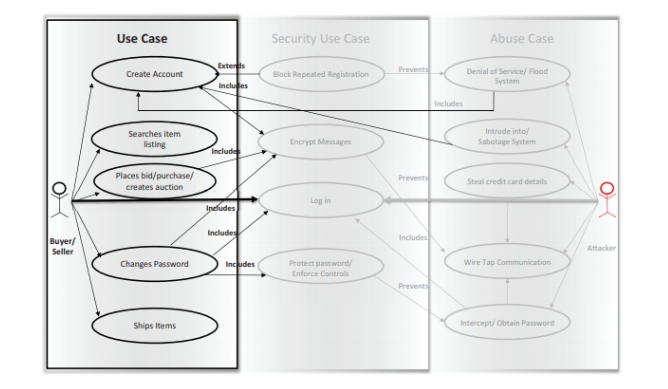 Use Case
Security Use Case
Abuse Case
Create Account
Extends
Block Repeated Registration
Prevents
Denial of Service/ Flood
System
Includes
Includes
Searches item
listing
Encrypt Messages
Intrude into/
Sabotage System
Includes
Places bid/purchase/
creates auction
Prevents
Steal credit card details
Log in
Includes
Buyer/
Seller
Includes
Includes
Attacker
Changes Password
Includes
Protect password/
Enforce Controls
Wire Tap Communication
Prevents
Ships Items
Intercept/ Obtain Password